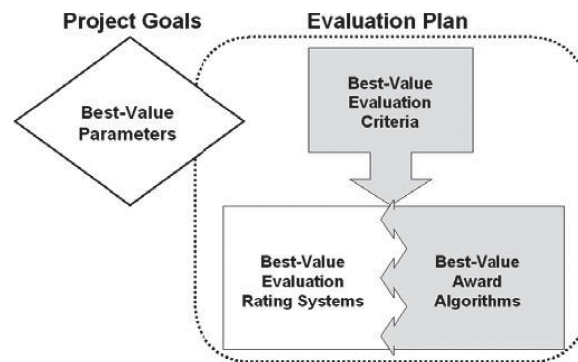 Project Goals
Evaluation Plan
Best-Value
Parameters
Best-Value
Evaluation
Criteria
Best-Value
Evaluation
Rating Systems
Best-Value
Award
Algorithms